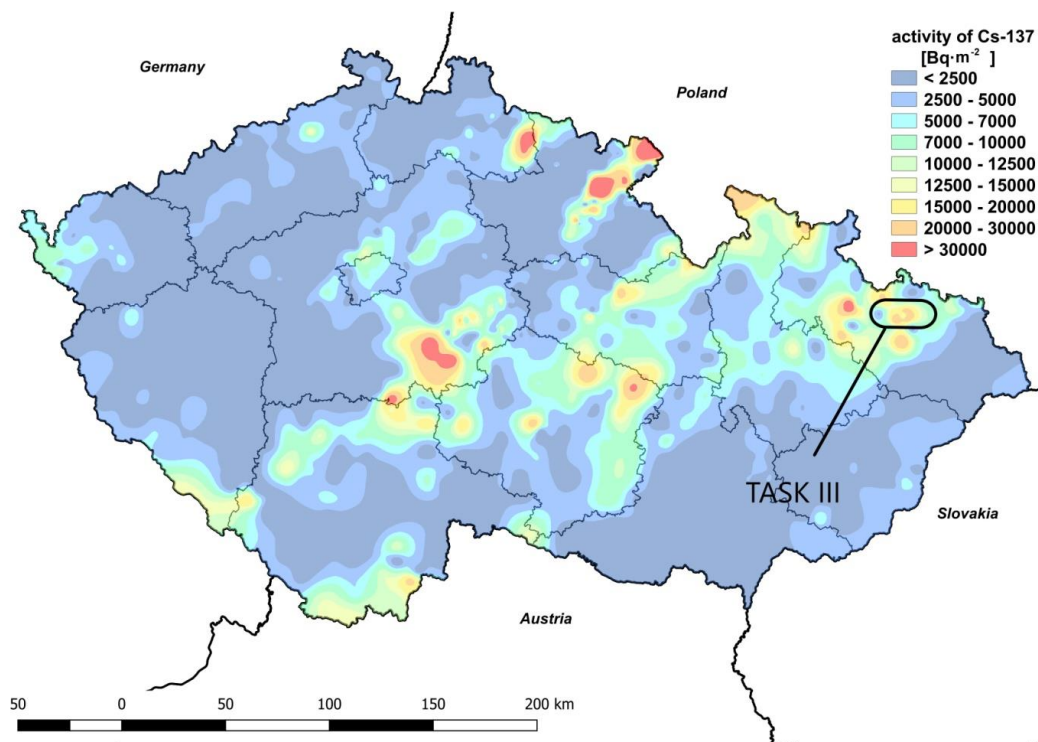 activity of Cs-137
[Bq·m⁻² ]
< 2500
2500 - 5000
5000 - 7000
7000 - 10000
10000 - 12500
12500 - 15000
15000 - 20000
20000 - 30000
> 30000
Germany
Poland
TASK III
Slovakia
Austria
50 0 50 100 150 200 km